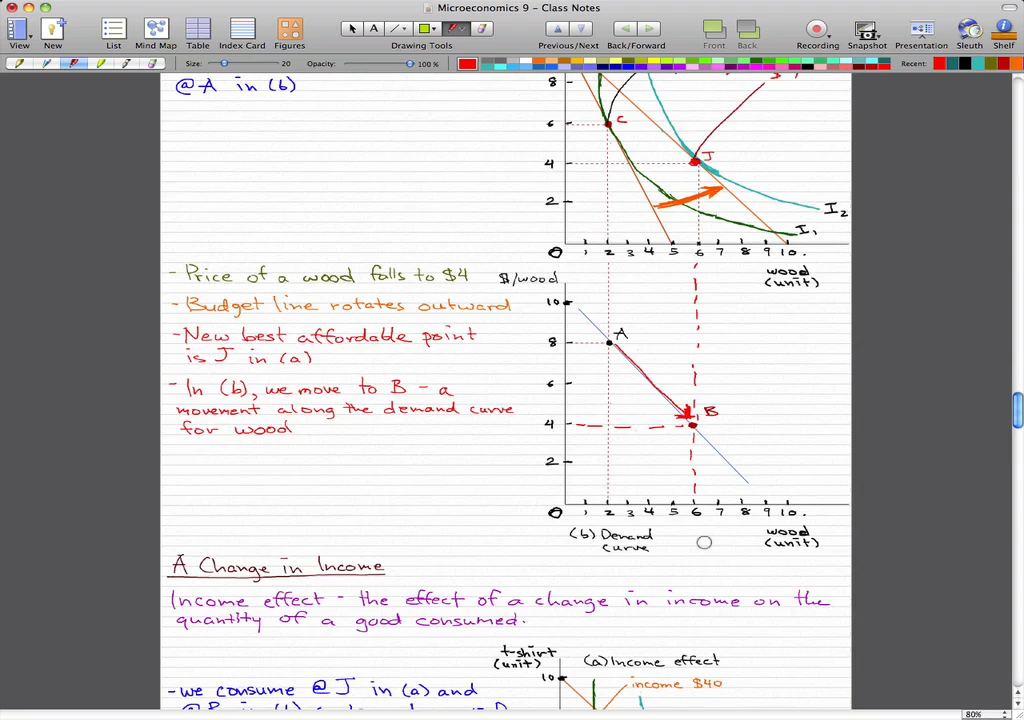 Microeconomics 9 – Class Notes
View New List Mind Map Table Index Card Figures Drawing Tools Previous/Next Back/Forward Front Back Recording Snapshot Presentation Sleuth Shelf
Size: 20 Opacity: 100 % Recent:
@A in (b)
8
6
4
2
0 1 2 3 4 5 6 7 8 9 10.
C
J
I2
I1
wood
(unit)
- Price of a wood falls to $4
- Budget line rotates outward
- New best affordable point
is J in (a)
- In (b), we move to B - a
movement along the demand curve
for wood
$/wood
10
8
6
4
2
0 1 2 3 4 5 6 7 8 9 10.
A
B
(b) Demand
curve
wood
(unit)
A Change in Income
Income effect - the effect of a change in income on the
quantity of a good consumed.
t-shirt
(unit)
(a) Income effect
10
income $40
- we consume @ J in (a) and
80%